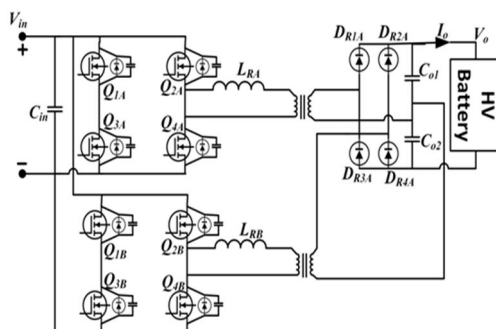 V_in
+
C_in
−
Q_1A
Q_2A
Q_3A
Q_4A
L_RA
D_R1A
D_R2A
I_o
V_o
C_o1
C_o2
HV
Battery
D_R3A
D_R4A
Q_1B
Q_2B
Q_3B
Q_4B
L_RB